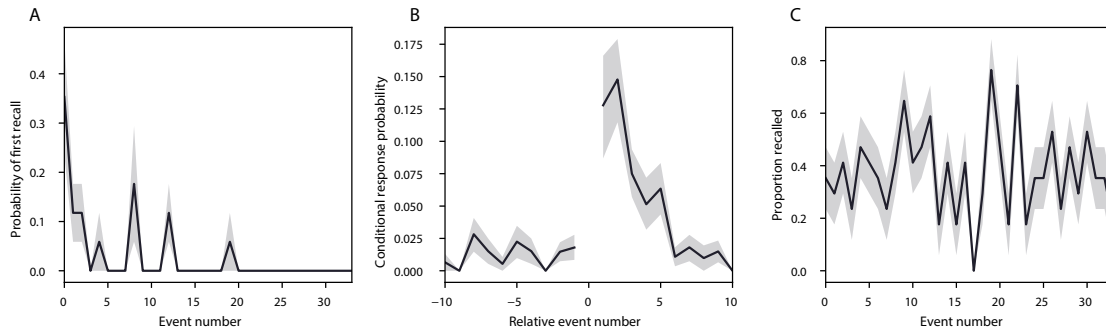 A
Probability of first recall
0.4
0.3
0.2
0.1
0.0
0 5 10 15 20 25 30
Event number
B
Conditional response probability
0.175
0.150
0.125
0.100
0.075
0.050
0.025
0.000
−10 −5 0 5 10
Relative event number
C
Proportion recalled
0.8
0.6
0.4
0.2
0.0
0 5 10 15 20 25 30
Event number